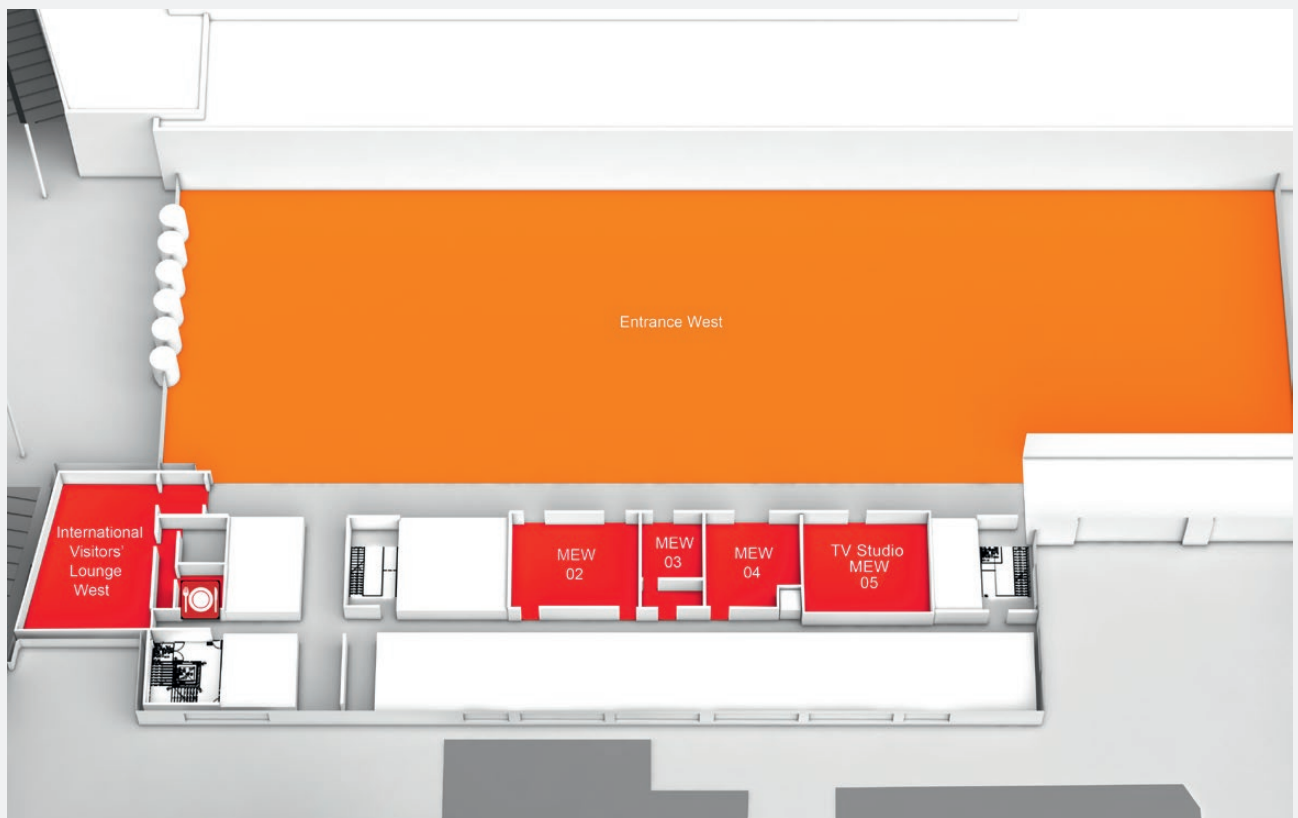 Entrance West
International
Visitors'
Lounge
West
MEW
02
MEW
03
MEW
04
TV Studio
MEW
05